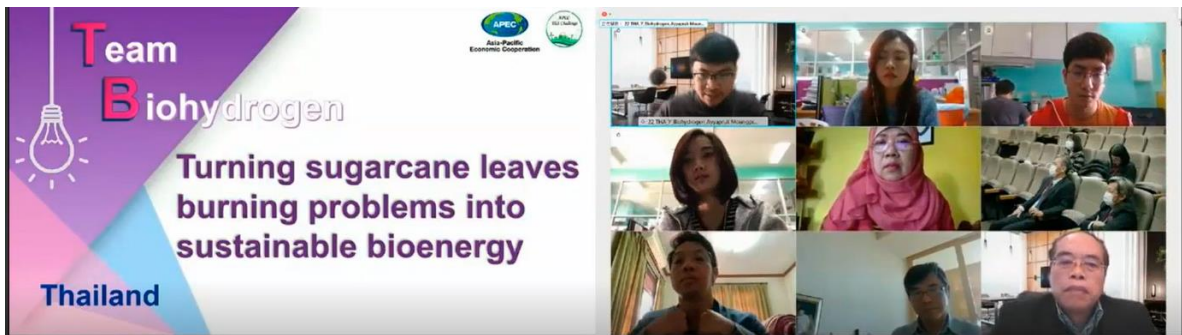 Team
Biohydrogen
APEC
Asia-Pacific
Economic Cooperation
Turning sugarcane leaves
burning problems into
sustainable bioenergy
Thailand